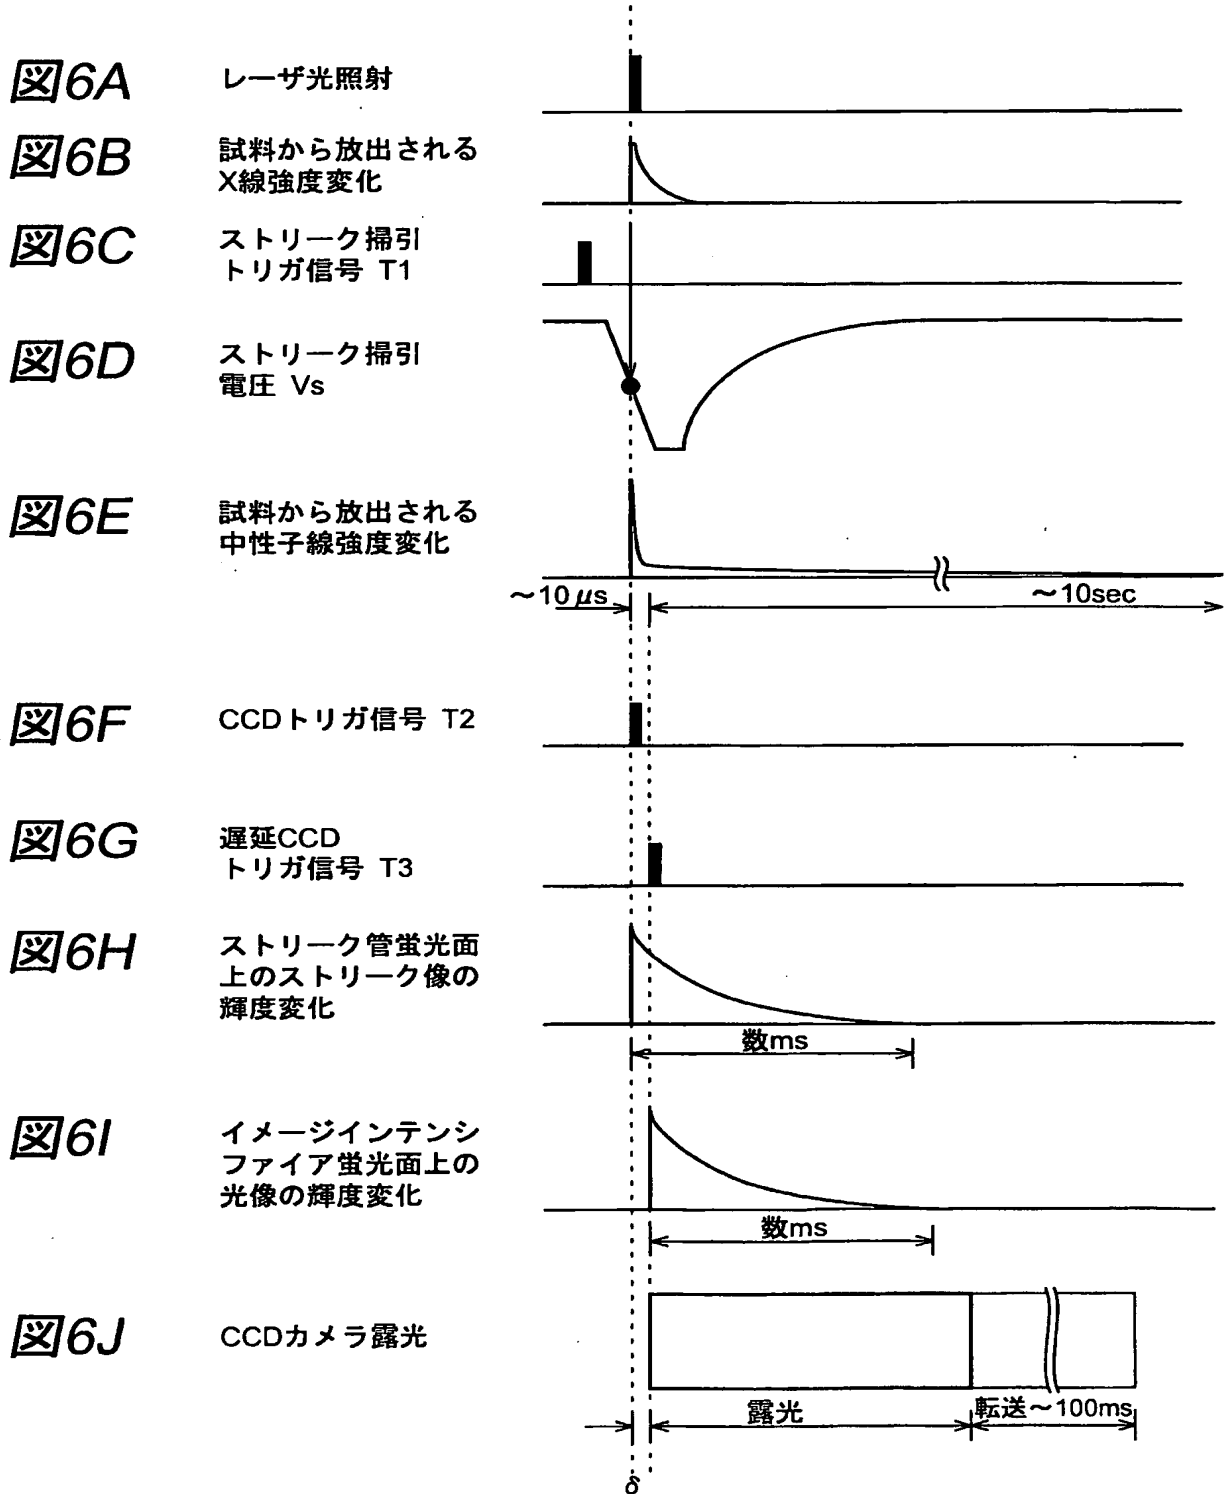 図6A
レーザ光照射
図6B
試料から放出される
X線強度変化
図6C
ストリーク掃引
トリガ信号 T1
図6D
ストリーク掃引
電圧 Vs
図6E
試料から放出される
中性子線強度変化
～10μs
～10sec
図6F
CCDトリガ信号 T2
図6G
遅延CCD
トリガ信号 T3
図6H
ストリーク管蛍光面
上のストリーク像の
輝度変化
数ms
図6I
イメージインテンシ
ファイア蛍光面上の
光像の輝度変化
数ms
図6J
CCDカメラ露光
露光
転送～100ms
δ